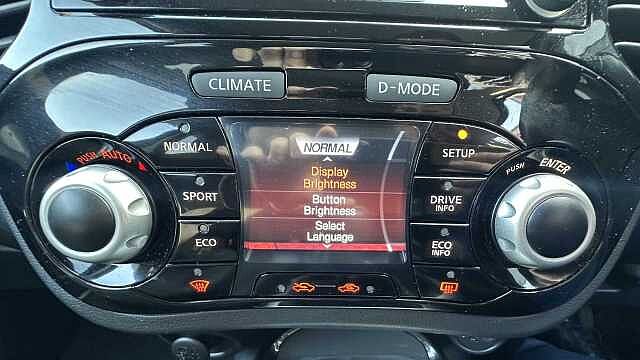 CLIMATE
D-MODE
PUSH AUTO
NORMAL
SPORT
ECO
NORMAL
Display
Brightness
Button
Brightness
Select
Language
SETUP
DRIVE
INFO
ECO
INFO
PUSH ENTER